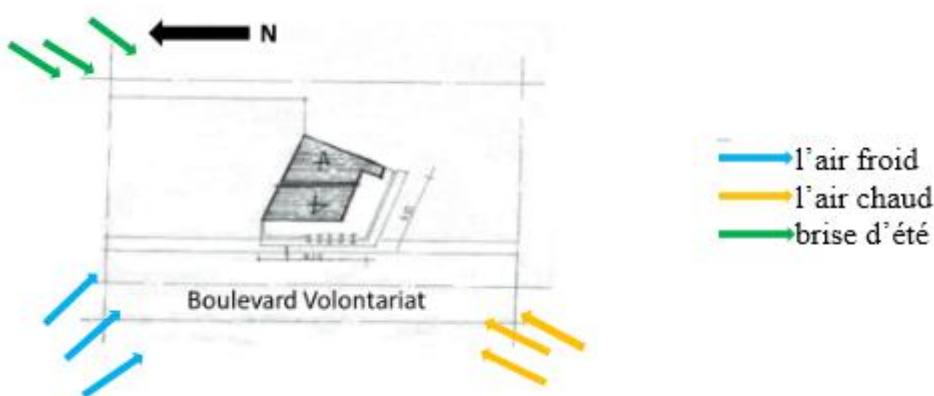 N
A
Boulevard Volontariat
l'air froid
l'air chaud
brise d'été